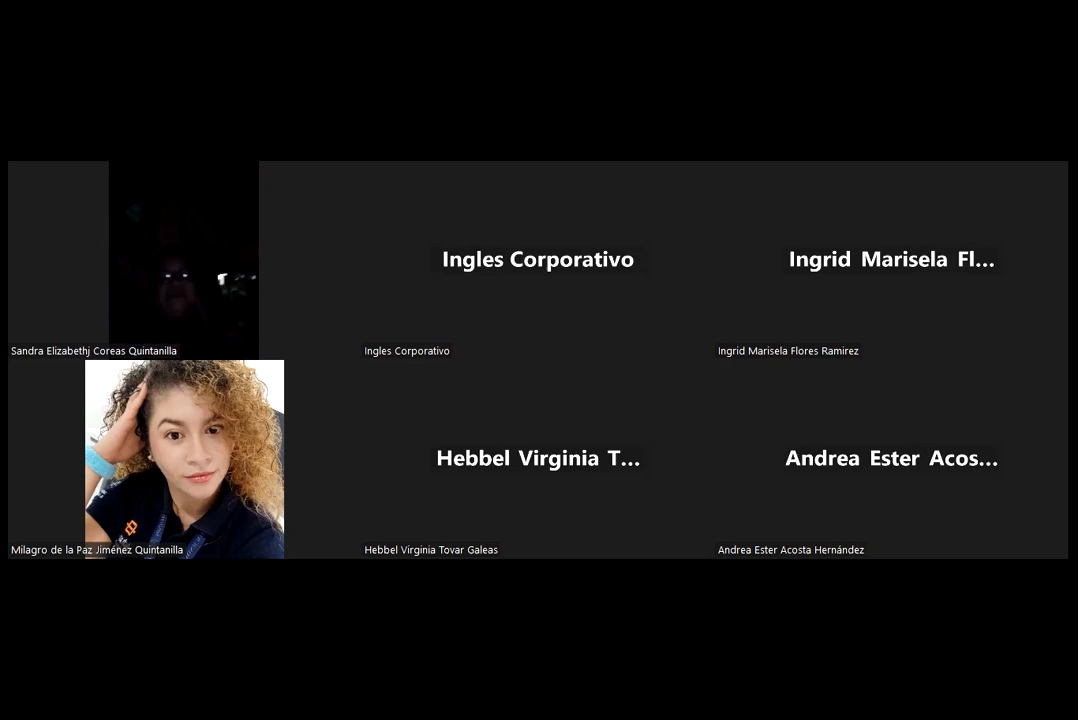 Ingles Corporativo
Ingrid Marisela Fl...
Sandra Elizabethj Coreas Quintanilla
Ingles Corporativo
Ingrid Marisela Flores Ramirez
Hebbel Virginia T...
Andrea Ester Acos...
Milagro de la Paz Jiménez Quintanilla
Hebbel Virginia Tovar Galeas
Andrea Ester Acosta Hernández